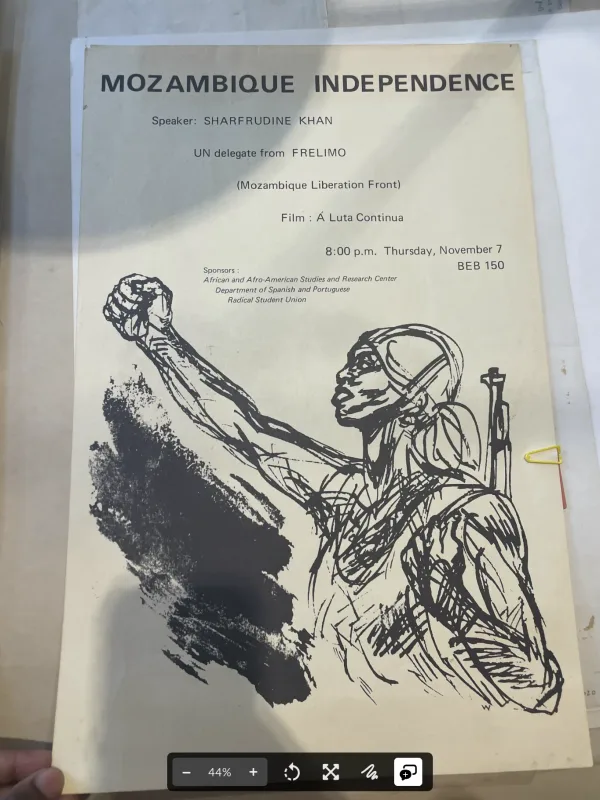 MOZAMBIQUE INDEPENDENCE
Speaker: SHARFRUDINE KHAN
UN delegate from FRELIMO
(Mozambique Liberation Front)
Film : Á Luta Continua
8:00 p.m. Thursday, November 7
BEB 150
Sponsors :
African and Afro-American Studies and Research Center
Department of Spanish and Portuguese
Radical Student Union
− 44% +